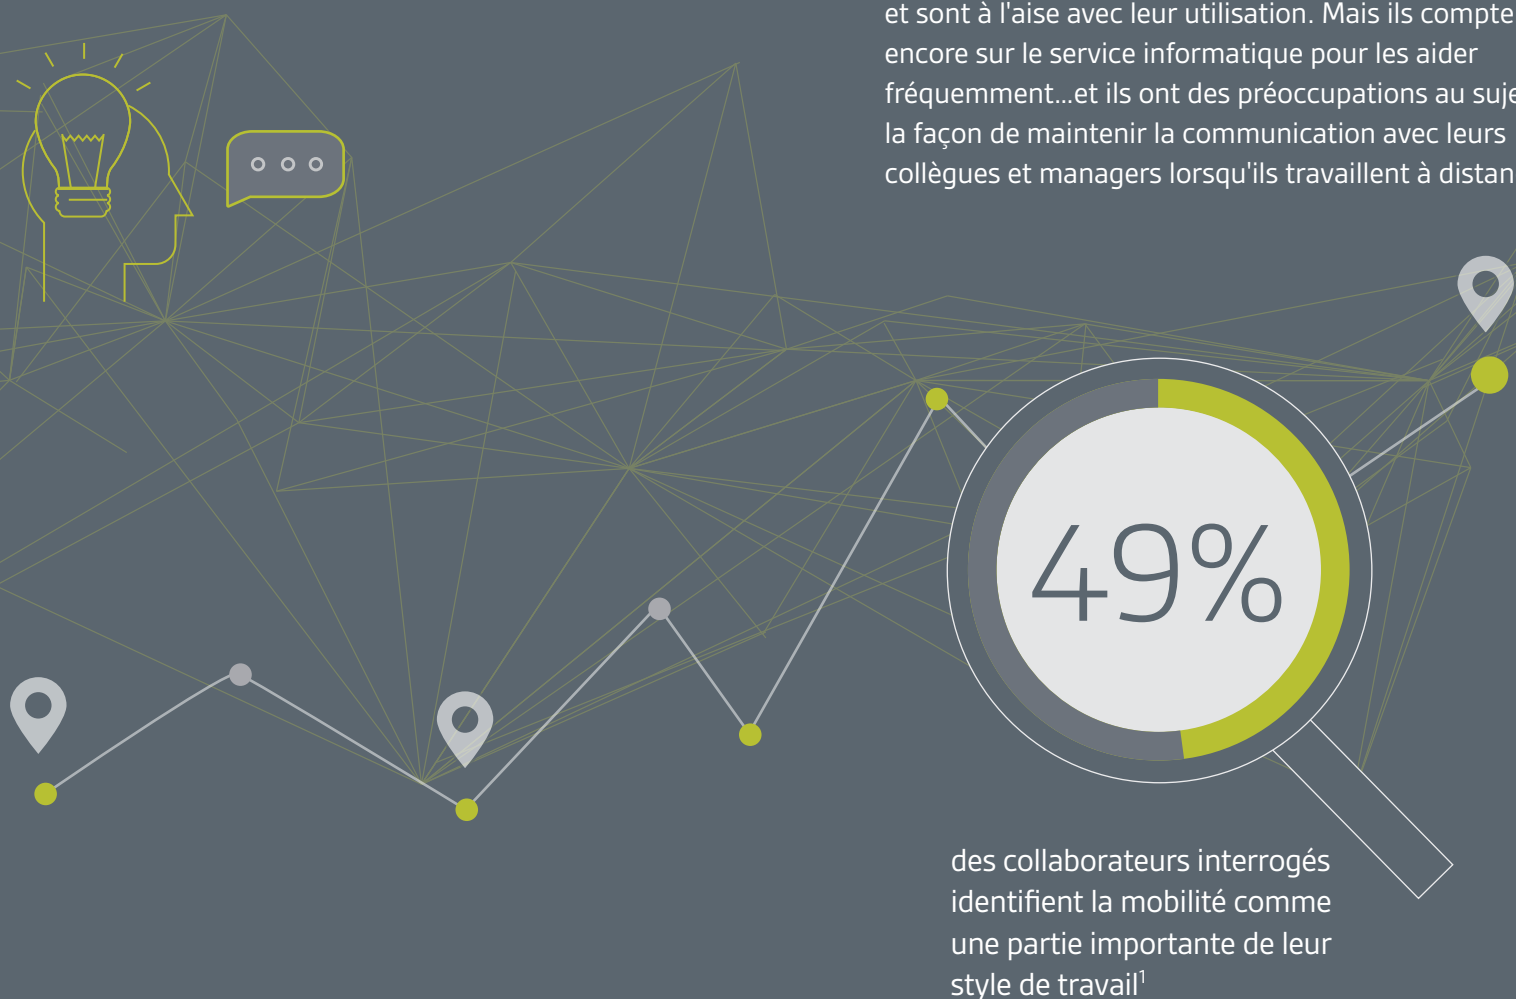 et sont à l'aise avec leur utilisation. Mais ils compte
encore sur le service informatique pour les aider
fréquemment...et ils ont des préoccupations au suje
la façon de maintenir la communication avec leurs
collègues et managers lorsqu'ils travaillent à distan
49%
des collaborateurs interrogés
identifient la mobilité comme
une partie importante de leur
style de travail¹